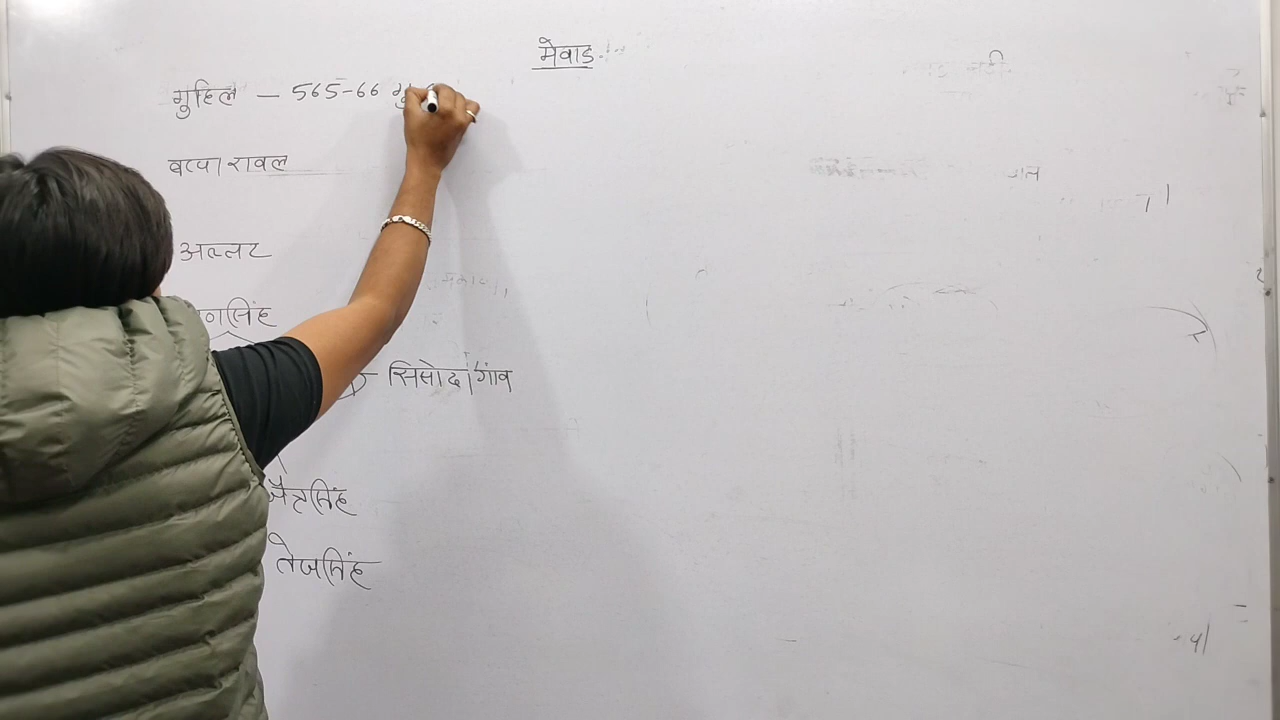 मेवाड़
गुहिल — 565-66 गु
बप्पा रावल
अल्लट
सिसोदा गांव
जैत्रसिंह
तेजसिंह